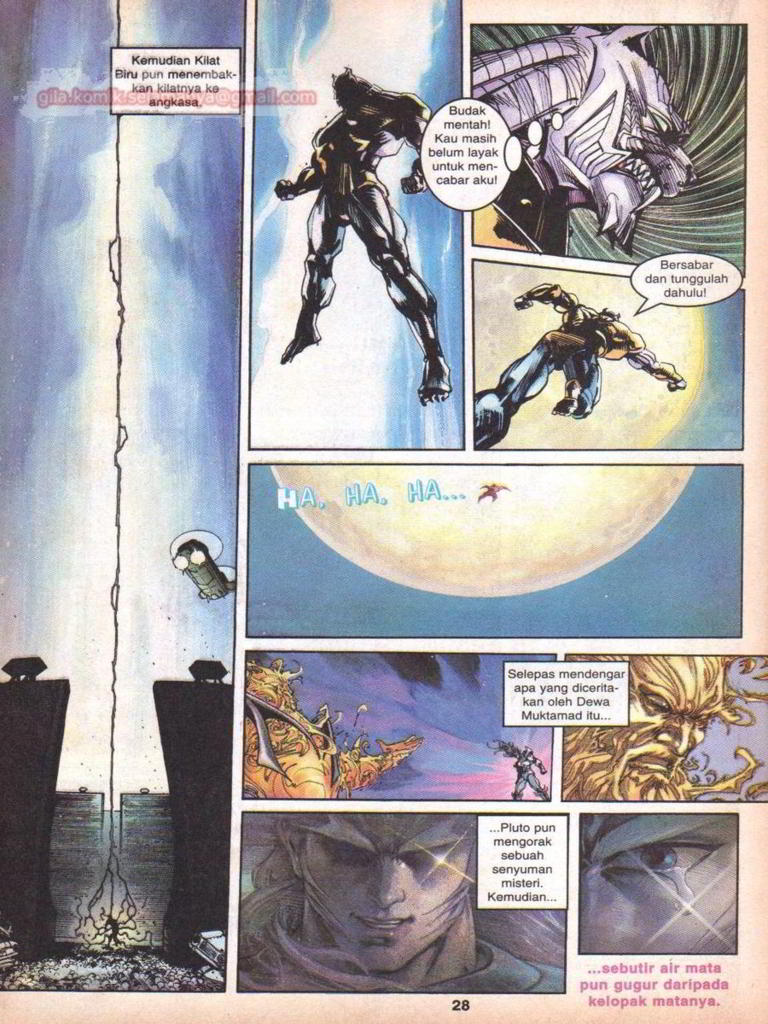 Kemudian Kilat
Biru pun menembak-
kan kilatnya ke
angkasa.
Budak
mentah!
Kau masih
belum layak
untuk men-
cabar aku!
Bersabar
dan tunggulah
dahulu!
HA, HA, HA...
Selepas mendengar
apa yang dicerita-
kan oleh Dewa
Muktamad itu...
...Pluto pun
mengorak
sebuah
senyuman
misteri.
Kemudian...
...sebutir air mata
pun gugur daripada
kelopak matanya.
28